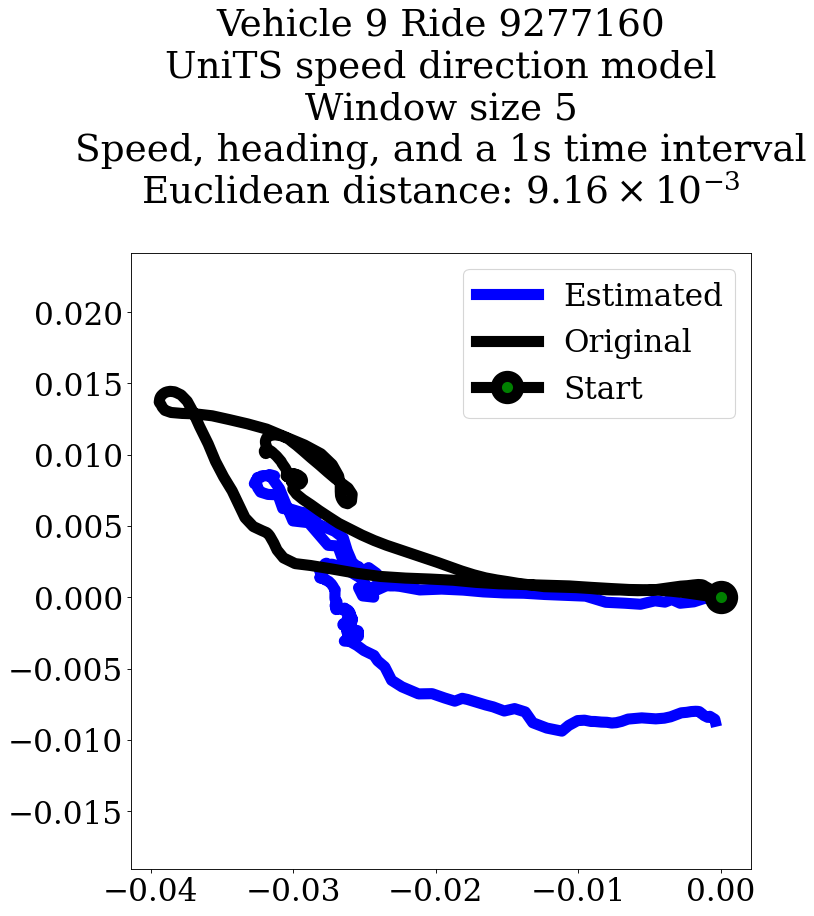 Vehicle 9 Ride 9277160
UniTS speed direction model
Window size 5
Speed, heading, and a 1s time interval
Euclidean distance: 9.16 × 10⁻³
Estimated
Original
Start
0.020
0.015
0.010
0.005
0.000
−0.005
−0.010
−0.015
−0.04
−0.03
−0.02
−0.01
0.00